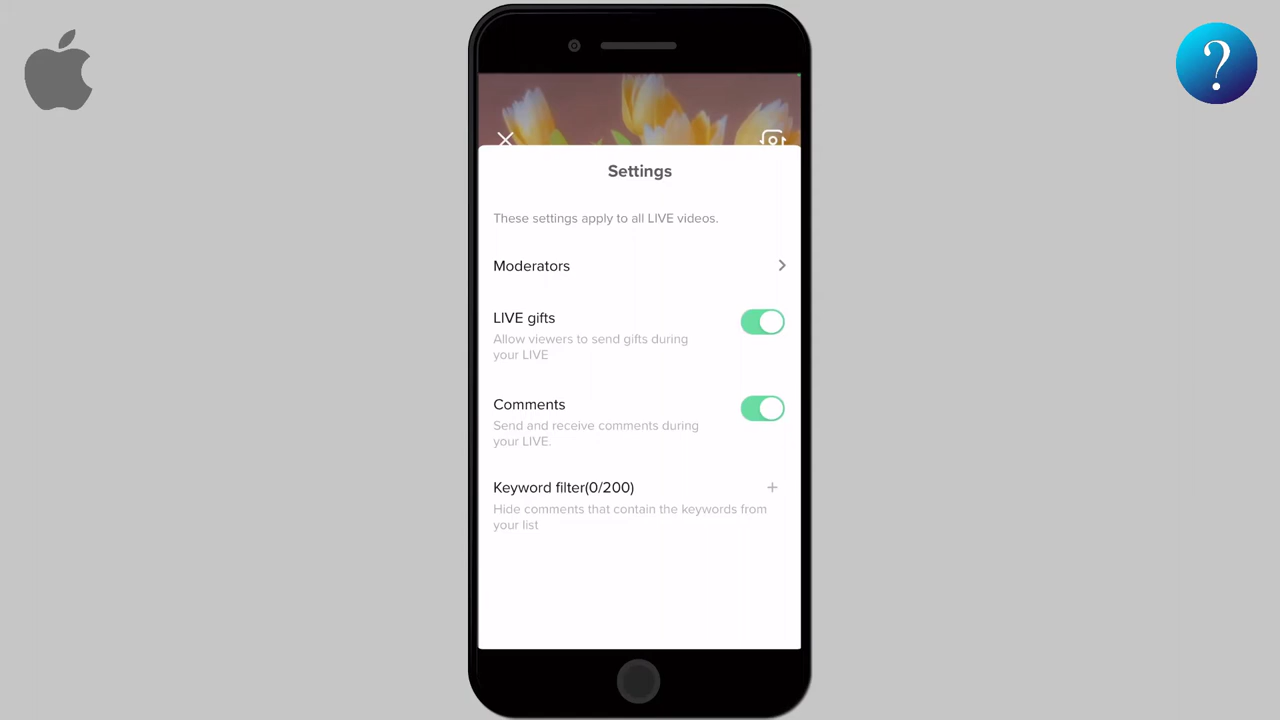 ?
Settings
These settings apply to all LIVE videos.
Moderators
LIVE gifts
Allow viewers to send gifts during
your LIVE
Comments
Send and receive comments during
your LIVE.
Keyword filter(0/200)
Hide comments that contain the keywords from
your list